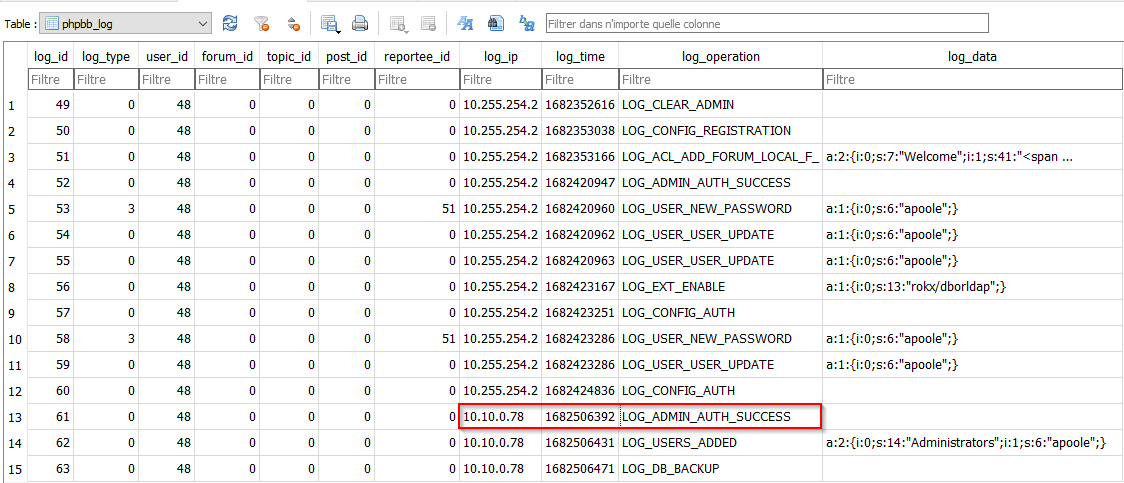 Table : phpbb_log Filtrer dans n'importe quelle colonne
log_id log_type user_id forum_id topic_id post_id reportee_id log_ip log_time log_operation log_data
Filtre Filtre Filtre Filtre Filtre Filtre Filtre Filtre Filtre Filtre Filtre
1 49 0 48 0 0 0 0 10.255.254.2 1682352616 LOG_CLEAR_ADMIN
2 50 0 48 0 0 0 0 10.255.254.2 1682353038 LOG_CONFIG_REGISTRATION
3 51 0 48 0 0 0 0 10.255.254.2 1682353166 LOG_ACL_ADD_FORUM_LOCAL_F_ a:2:{i:0;s:7:"Welcome";i:1;s:41:"<span ...
4 52 0 48 0 0 0 0 10.255.254.2 1682420947 LOG_ADMIN_AUTH_SUCCESS
5 53 3 48 0 0 0 51 10.255.254.2 1682420960 LOG_USER_NEW_PASSWORD a:1:{i:0;s:6:"apoole";}
6 54 0 48 0 0 0 0 10.255.254.2 1682420962 LOG_USER_USER_UPDATE a:1:{i:0;s:6:"apoole";}
7 55 0 48 0 0 0 0 10.255.254.2 1682420963 LOG_USER_USER_UPDATE a:1:{i:0;s:6:"apoole";}
8 56 0 48 0 0 0 0 10.255.254.2 1682423167 LOG_EXT_ENABLE a:1:{i:0;s:13:"rokx/dborldap";}
9 57 0 48 0 0 0 0 10.255.254.2 1682423251 LOG_CONFIG_AUTH
10 58 3 48 0 0 0 51 10.255.254.2 1682423286 LOG_USER_NEW_PASSWORD a:1:{i:0;s:6:"apoole";}
11 59 0 48 0 0 0 0 10.255.254.2 1682423286 LOG_USER_USER_UPDATE a:1:{i:0;s:6:"apoole";}
12 60 0 48 0 0 0 0 10.255.254.2 1682424836 LOG_CONFIG_AUTH
13 61 0 48 0 0 0 0 10.10.0.78 1682506392 LOG_ADMIN_AUTH_SUCCESS
14 62 0 48 0 0 0 0 10.10.0.78 1682506431 LOG_USERS_ADDED a:2:{i:0;s:14:"Administrators";i:1;s:6:"apoole";}
15 63 0 48 0 0 0 0 10.10.0.78 1682506471 LOG_DB_BACKUP